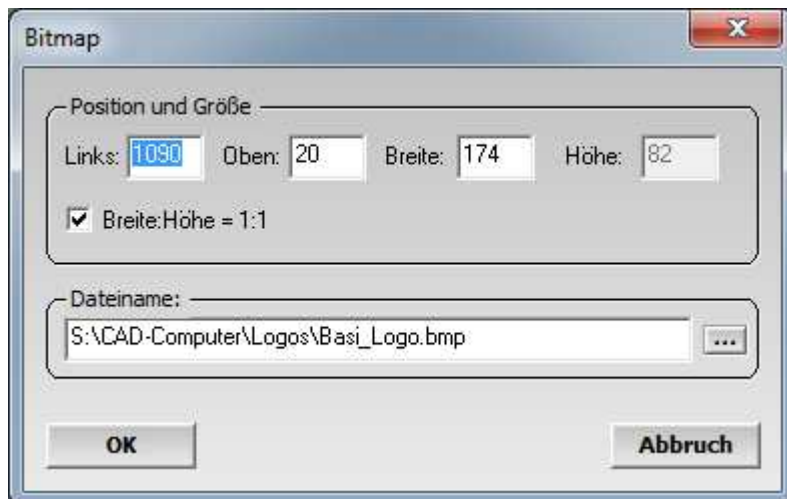 Bitmap
Position und Größe
Links: 1090 Oben: 20 Breite: 174 Höhe: 82
Breite:Höhe = 1:1
Dateiname:
S:\CAD-Computer\Logos\Basi_Logo.bmp ...
OK Abbruch